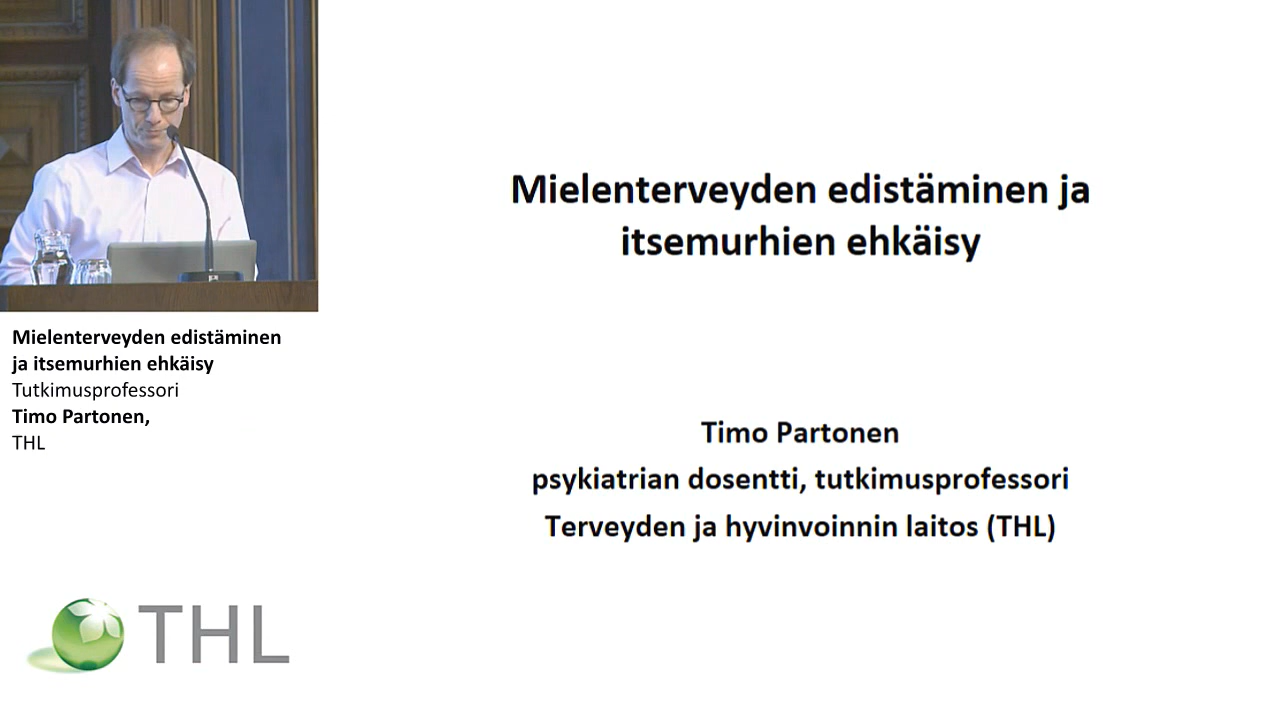 Mielenterveyden edistäminen ja
itsemurhien ehkäisy
Timo Partonen
psykiatrian dosentti, tutkimusprofessori
Terveyden ja hyvinvoinnin laitos (THL)
Mielenterveyden edistäminen
ja itsemurhien ehkäisy
Tutkimusprofessori
Timo Partonen,
THL
THL